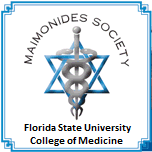 MAIMONIDES SOCIETY
Florida State University
College of Medicine